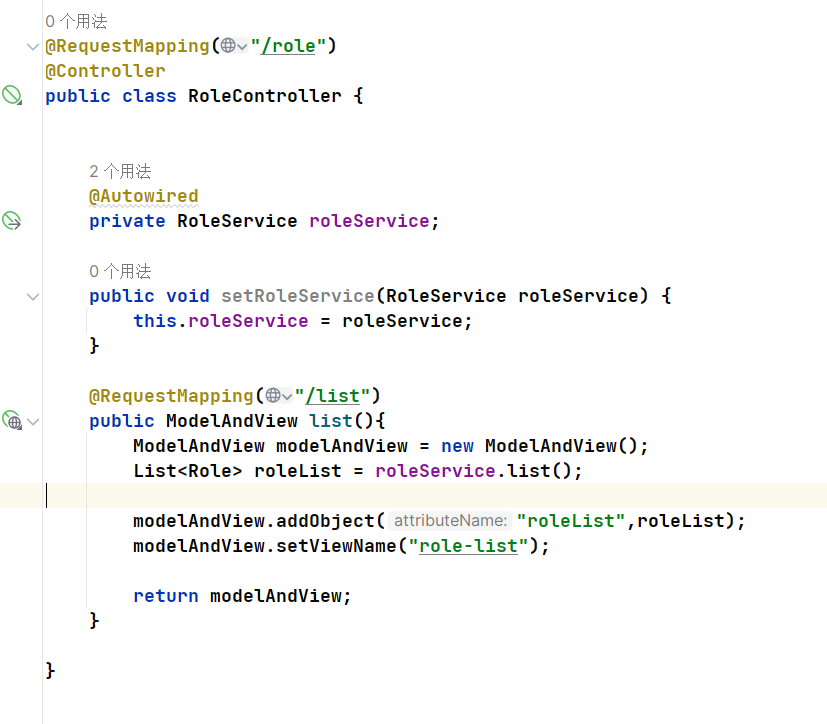 0 个用法
@RequestMapping("/role")
@Controller
public class RoleController {
2 个用法
@Autowired
private RoleService roleService;
0 个用法
public void setRoleService(RoleService roleService) {
this.roleService = roleService;
}
@RequestMapping("/list")
public ModelAndView list(){
ModelAndView modelAndView = new ModelAndView();
List<Role> roleList = roleService.list();
modelAndView.addObject( attributeName: "roleList",roleList);
modelAndView.setViewName("role-list");
return modelAndView;
}
}